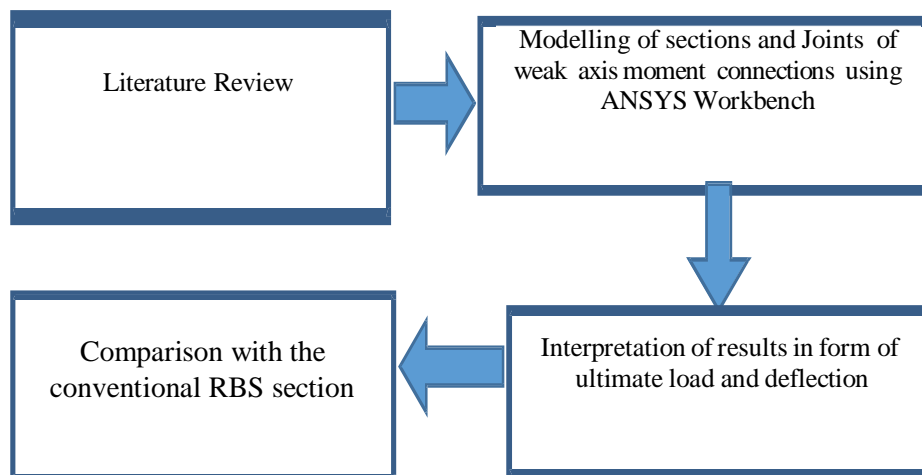 Literature Review
Modelling of sections and Joints of
weak axis moment connections using
ANSYS Workbench
Interpretation of results in form of
ultimate load and deflection
Comparison with the
conventional RBS section